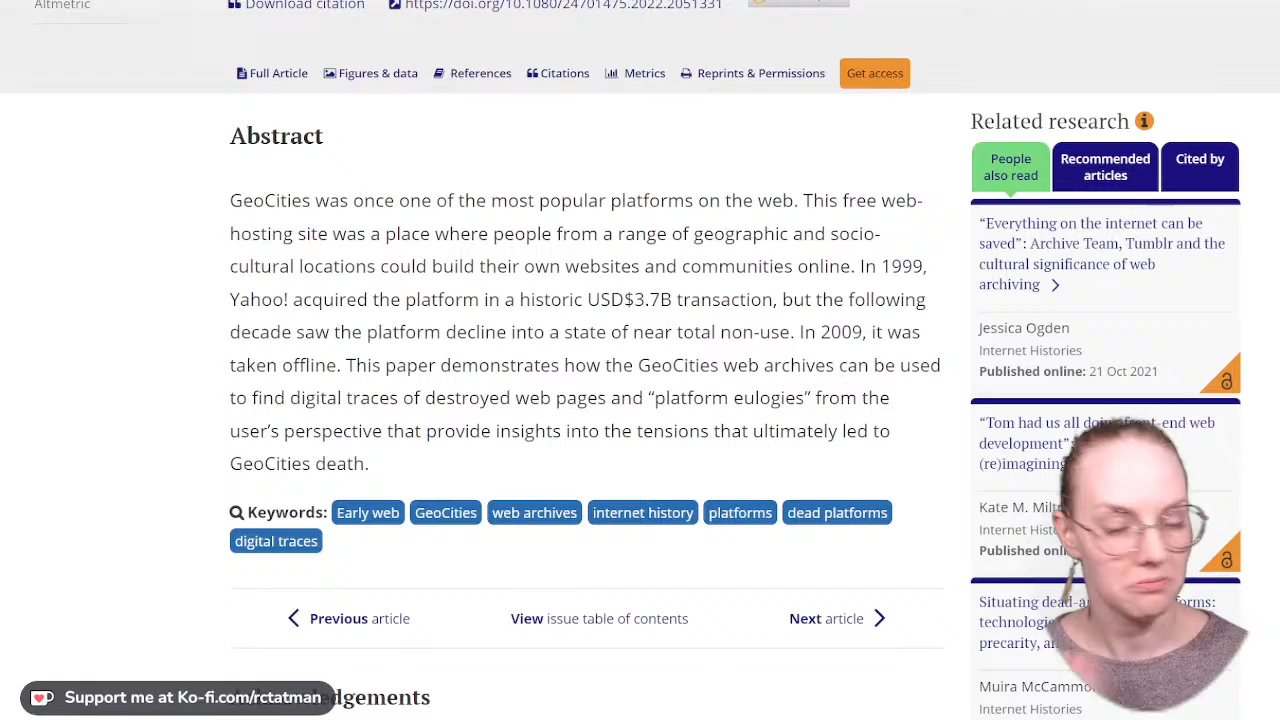 Altmetric
Download citation
https://doi.org/10.1080/24701475.2022.2051331
Full Article
Figures & data
References
Citations
Metrics
Reprints & Permissions
Get access
Abstract
GeoCities was once one of the most popular platforms on the web. This free web-
hosting site was a place where people from a range of geographic and socio-
cultural locations could build their own websites and communities online. In 1999,
Yahoo! acquired the platform in a historic USD$3.7B transaction, but the following
decade saw the platform decline into a state of near total non-use. In 2009, it was
taken offline. This paper demonstrates how the GeoCities web archives can be used
to find digital traces of destroyed web pages and “platform eulogies” from the
user’s perspective that provide insights into the tensions that ultimately led to
GeoCities death.
Keywords: Early web GeoCities web archives internet history platforms dead platforms
digital traces
Previous article
View issue table of contents
Next article
Support me at Ko-fi.com/rctatman
Related research
People
also read
Recommended
articles
Cited by
“Everything on the internet can be
saved”: Archive Team, Tumblr and the
cultural significance of web
archiving
Jessica Ogden
Internet Histories
Published online: 21 Oct 2021
“Tom had us all front-end web
development”:
(re)imagining
Kate M.
Internet
Published
Situating
Muira
Internet Histories